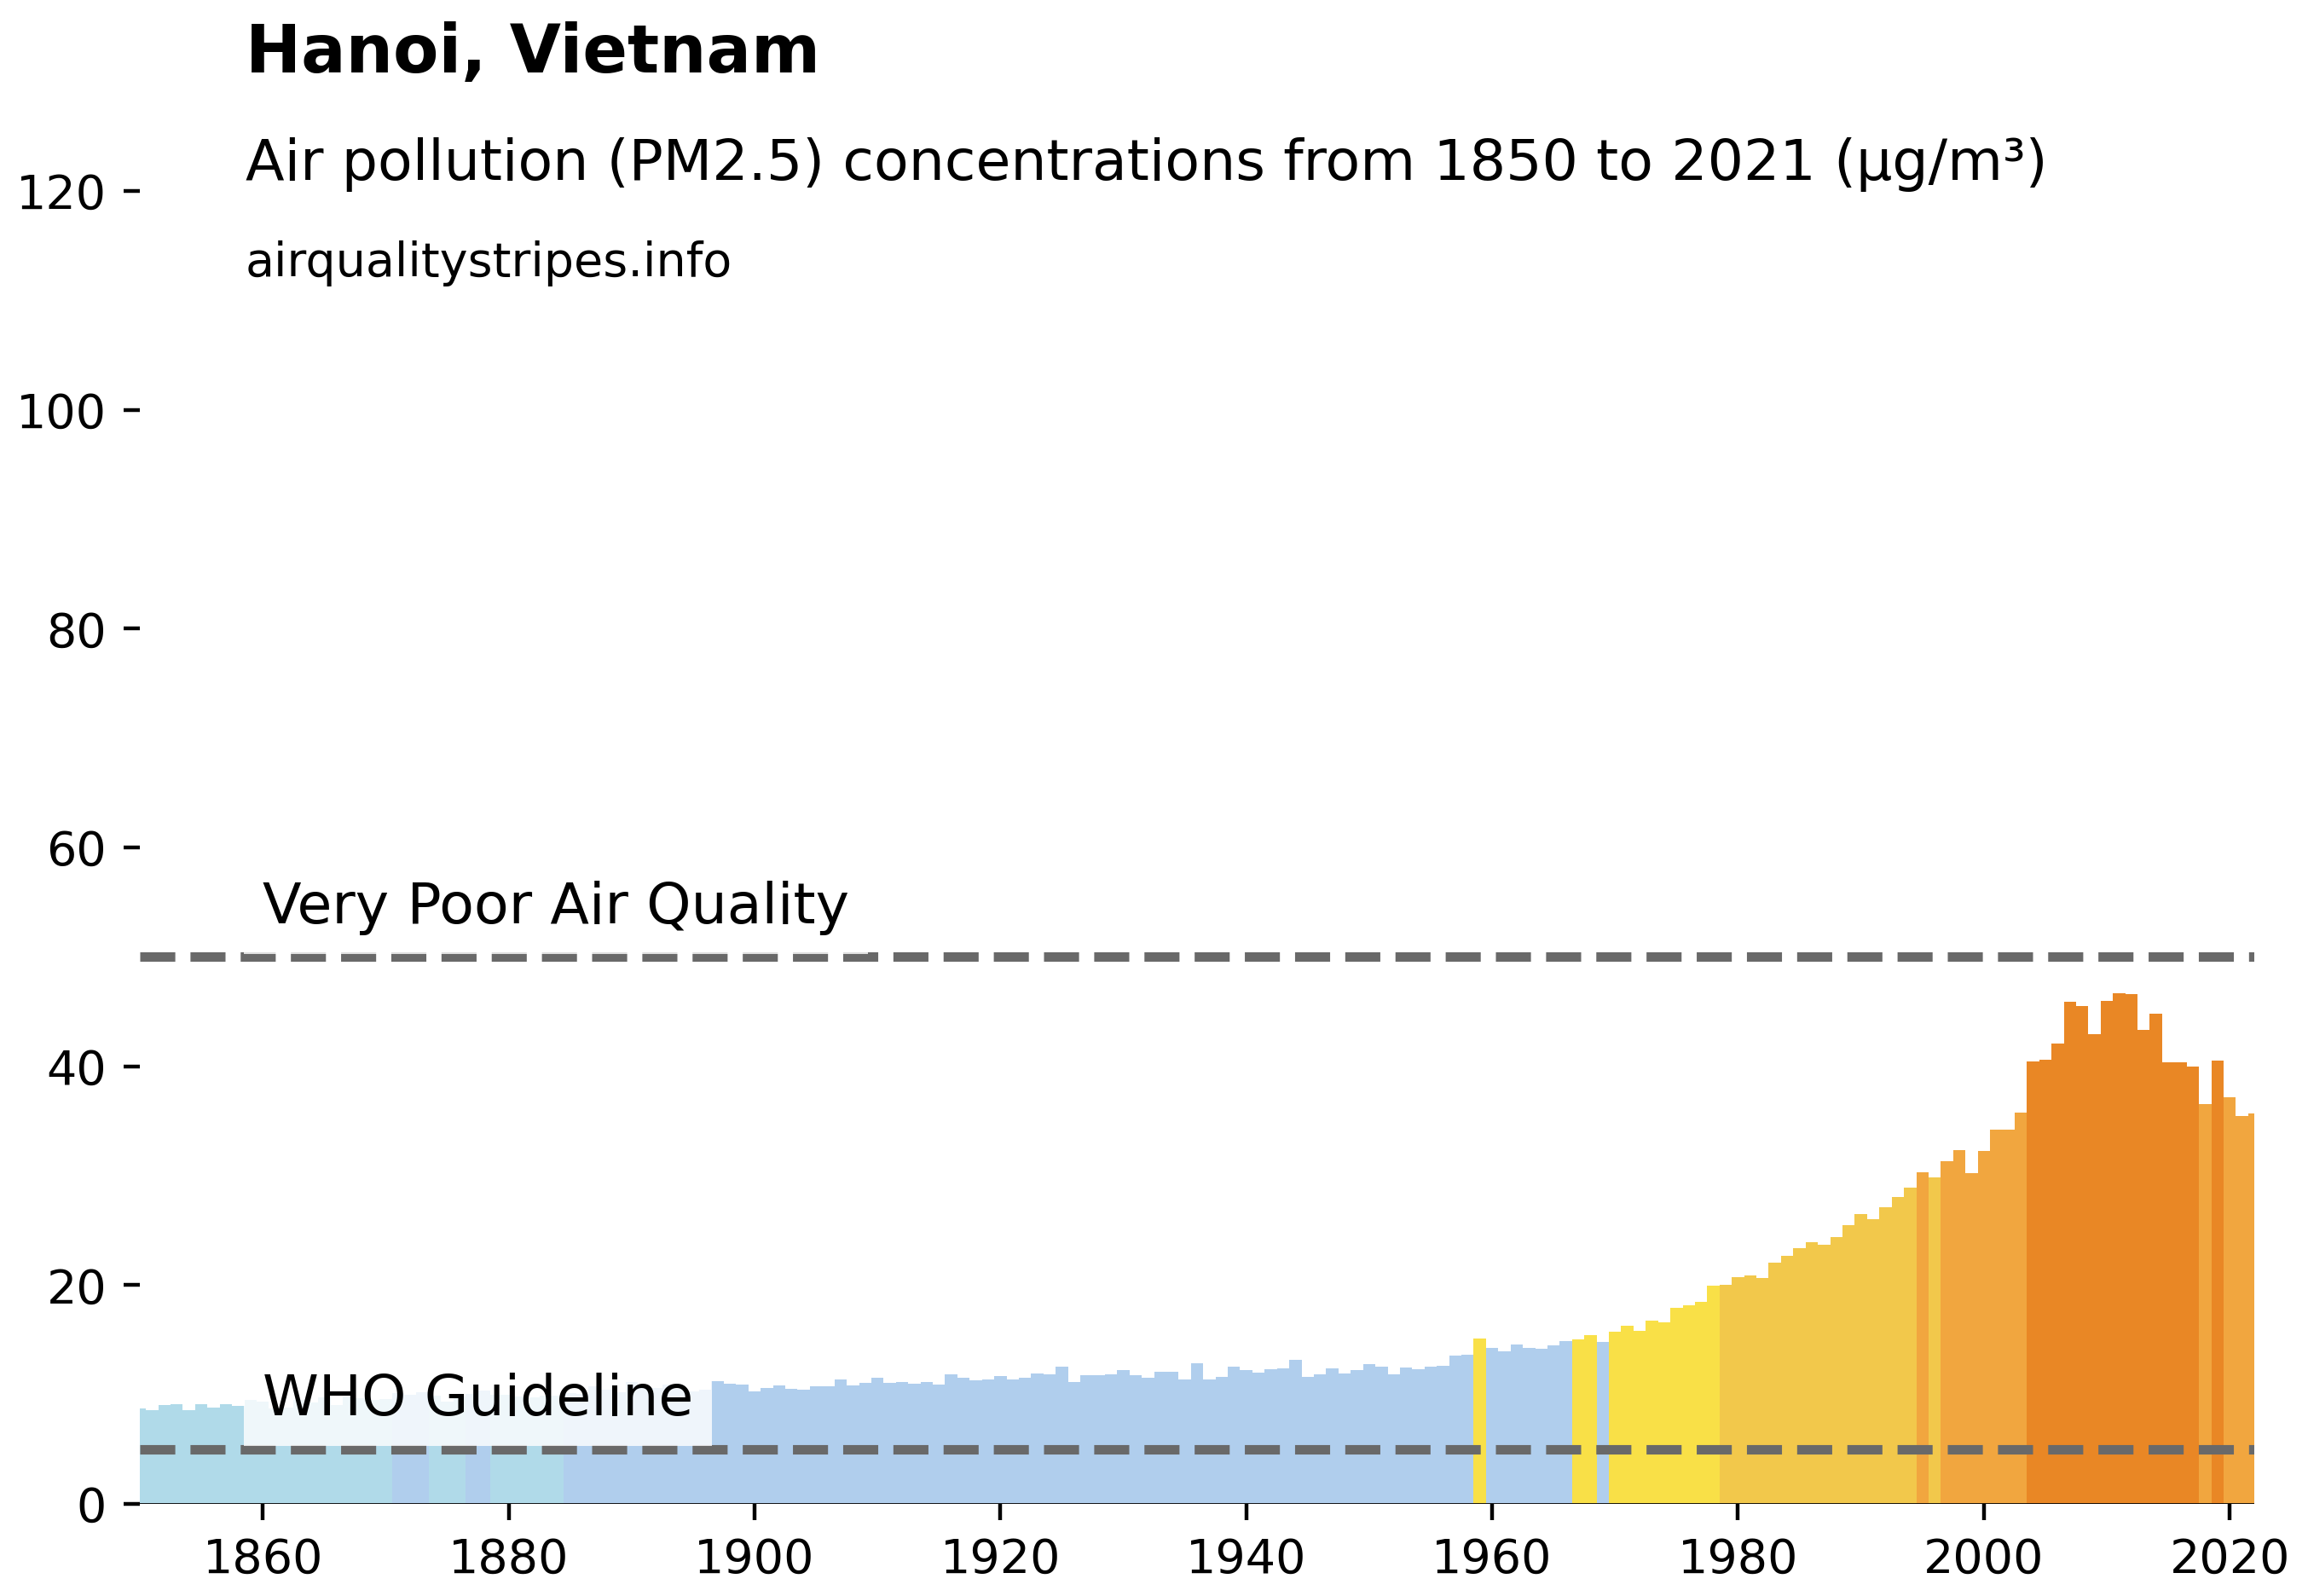 Hanoi, Vietnam
Air pollution (PM2.5) concentrations from 1850 to 2021 (µg/m³)
airqualitystripes.info
120
100
80
60
Very Poor Air Quality
40
20
WHO Guideline
0
1860 1880 1900 1920 1940 1960 1980 2000 2020